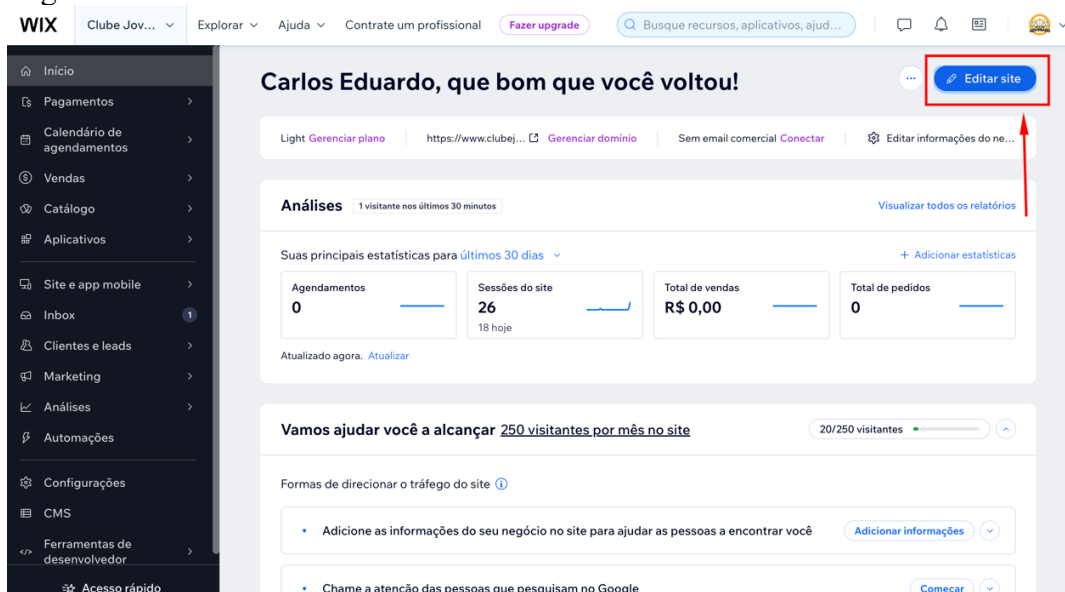 WIX Clube Jov... Explorar Ajuda Contrate um profissional Fazer upgrade Busque recursos, aplicativos, ajud...
Início
Pagamentos
Calendário de
agendamentos
Vendas
Catálogo
Aplicativos
Site e app mobile
Inbox 1
Clientes e leads
Marketing
Análises
Automações
Configurações
CMS
Ferramentas de
desenvolvedor
Acesso rápido
Carlos Eduardo, que bom que você voltou!
... Editar site
Light Gerenciar plano https://www.clubej... Gerenciar domínio Sem email comercial Conectar Editar informações do ne...
Análises 1 visitante nos últimos 30 minutos Visualizar todos os relatórios
Suas principais estatísticas para últimos 30 dias + Adicionar estatísticas
Agendamentos
0
Sessões do site
26
18 hoje
Total de vendas
R$ 0,00
Total de pedidos
0
Atualizado agora. Atualizar
Vamos ajudar você a alcançar 250 visitantes por mês no site 20/250 visitantes
Formas de direcionar o tráfego do site
• Adicione as informações do seu negócio no site para ajudar as pessoas a encontrar você Adicionar informações
• Chame a atenção das pessoas que pesquisam no Google Começar